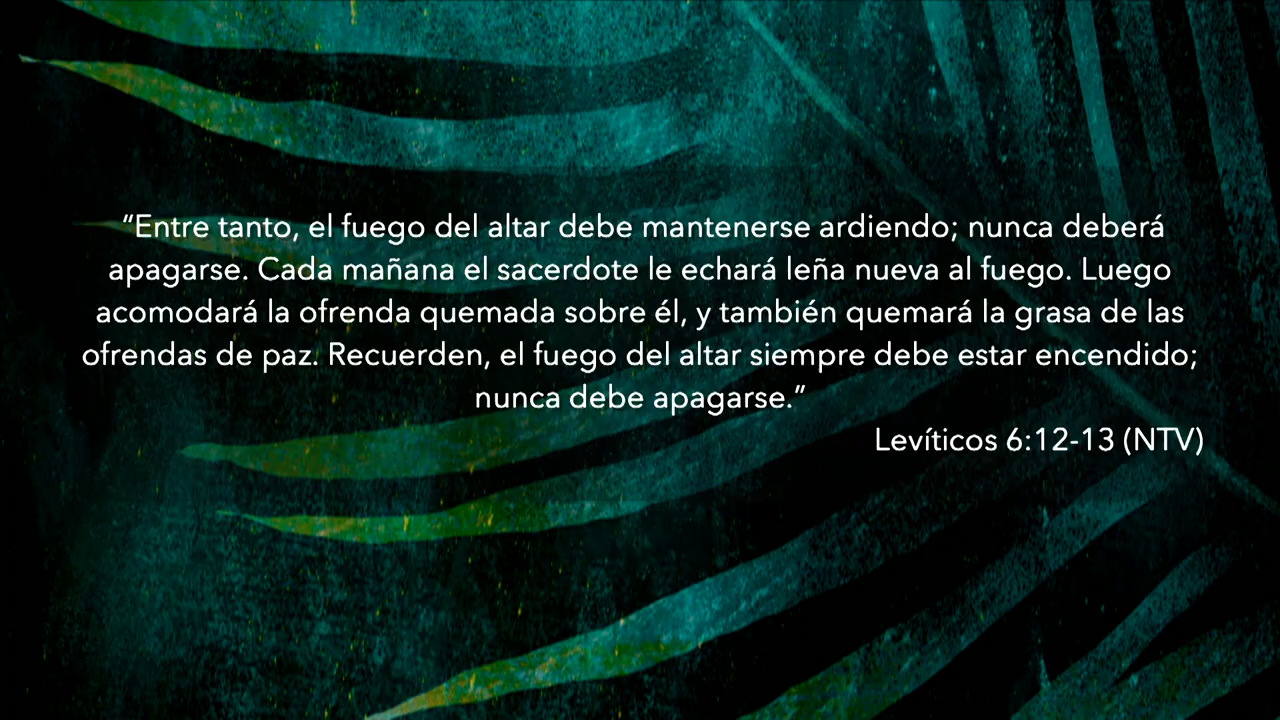 “Entre tanto, el fuego del altar debe mantenerse ardiendo; nunca deberá
apagarse. Cada mañana el sacerdote le echará leña nueva al fuego. Luego
acomodará la ofrenda quemada sobre él, y también quemará la grasa de las
ofrendas de paz. Recuerden, el fuego del altar siempre debe estar encendido;
nunca debe apagarse.”
Levíticos 6:12-13 (NTV)